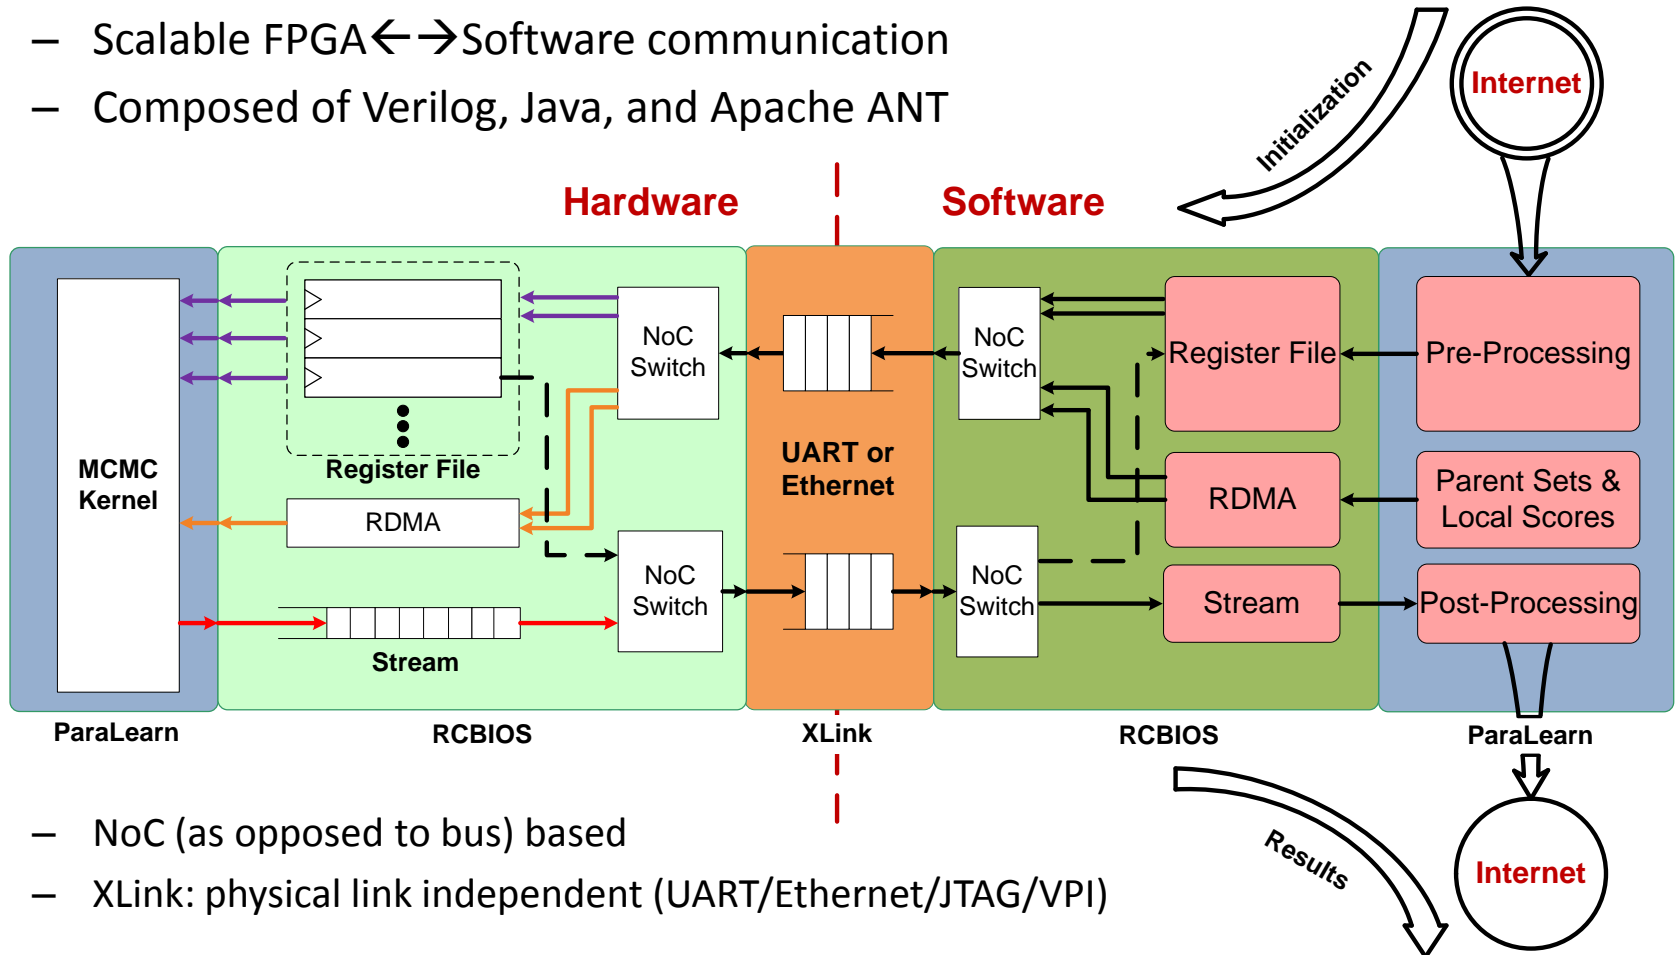 – Scalable FPGA←→Software communication
– Composed of Verilog, Java, and Apache ANT
Internet
Initialization
Hardware
Software
MCMC
Kernel
Register File
RDMA
Stream
NoC
Switch
NoC
Switch
UART or
Ethernet
NoC
Switch
NoC
Switch
Register File
RDMA
Stream
Pre-Processing
Parent Sets &
Local Scores
Post-Processing
ParaLearn
RCBIOS
XLink
RCBIOS
ParaLearn
– NoC (as opposed to bus) based
– XLink: physical link independent (UART/Ethernet/JTAG/VPI)
Results
Internet